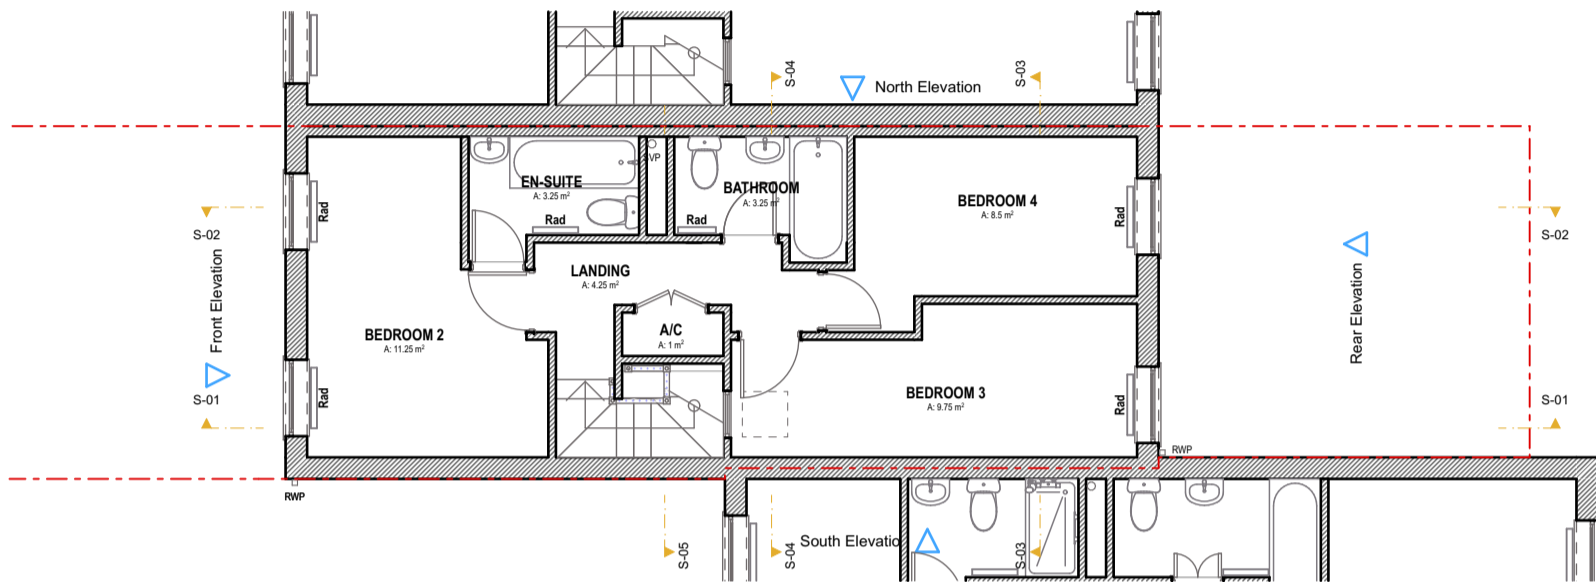 S-04
S-03
North Elevation
VP
EN-SUITE
A: 3.25 m²
Rad
BATHROOM
A: 3.25 m²
Rad
BEDROOM 4
A: 8.5 m²
Rad
Rad
S-02
S-02
LANDING
A: 4.25 m²
Front Elevation
Rear Elevation
BEDROOM 2
A: 11.25 m²
A/C
A: 1 m²
Rad
S-01
BEDROOM 3
A: 9.75 m²
Rad
S-01
RWP
RWP
South Elevatio
S-05
S-04
S-03